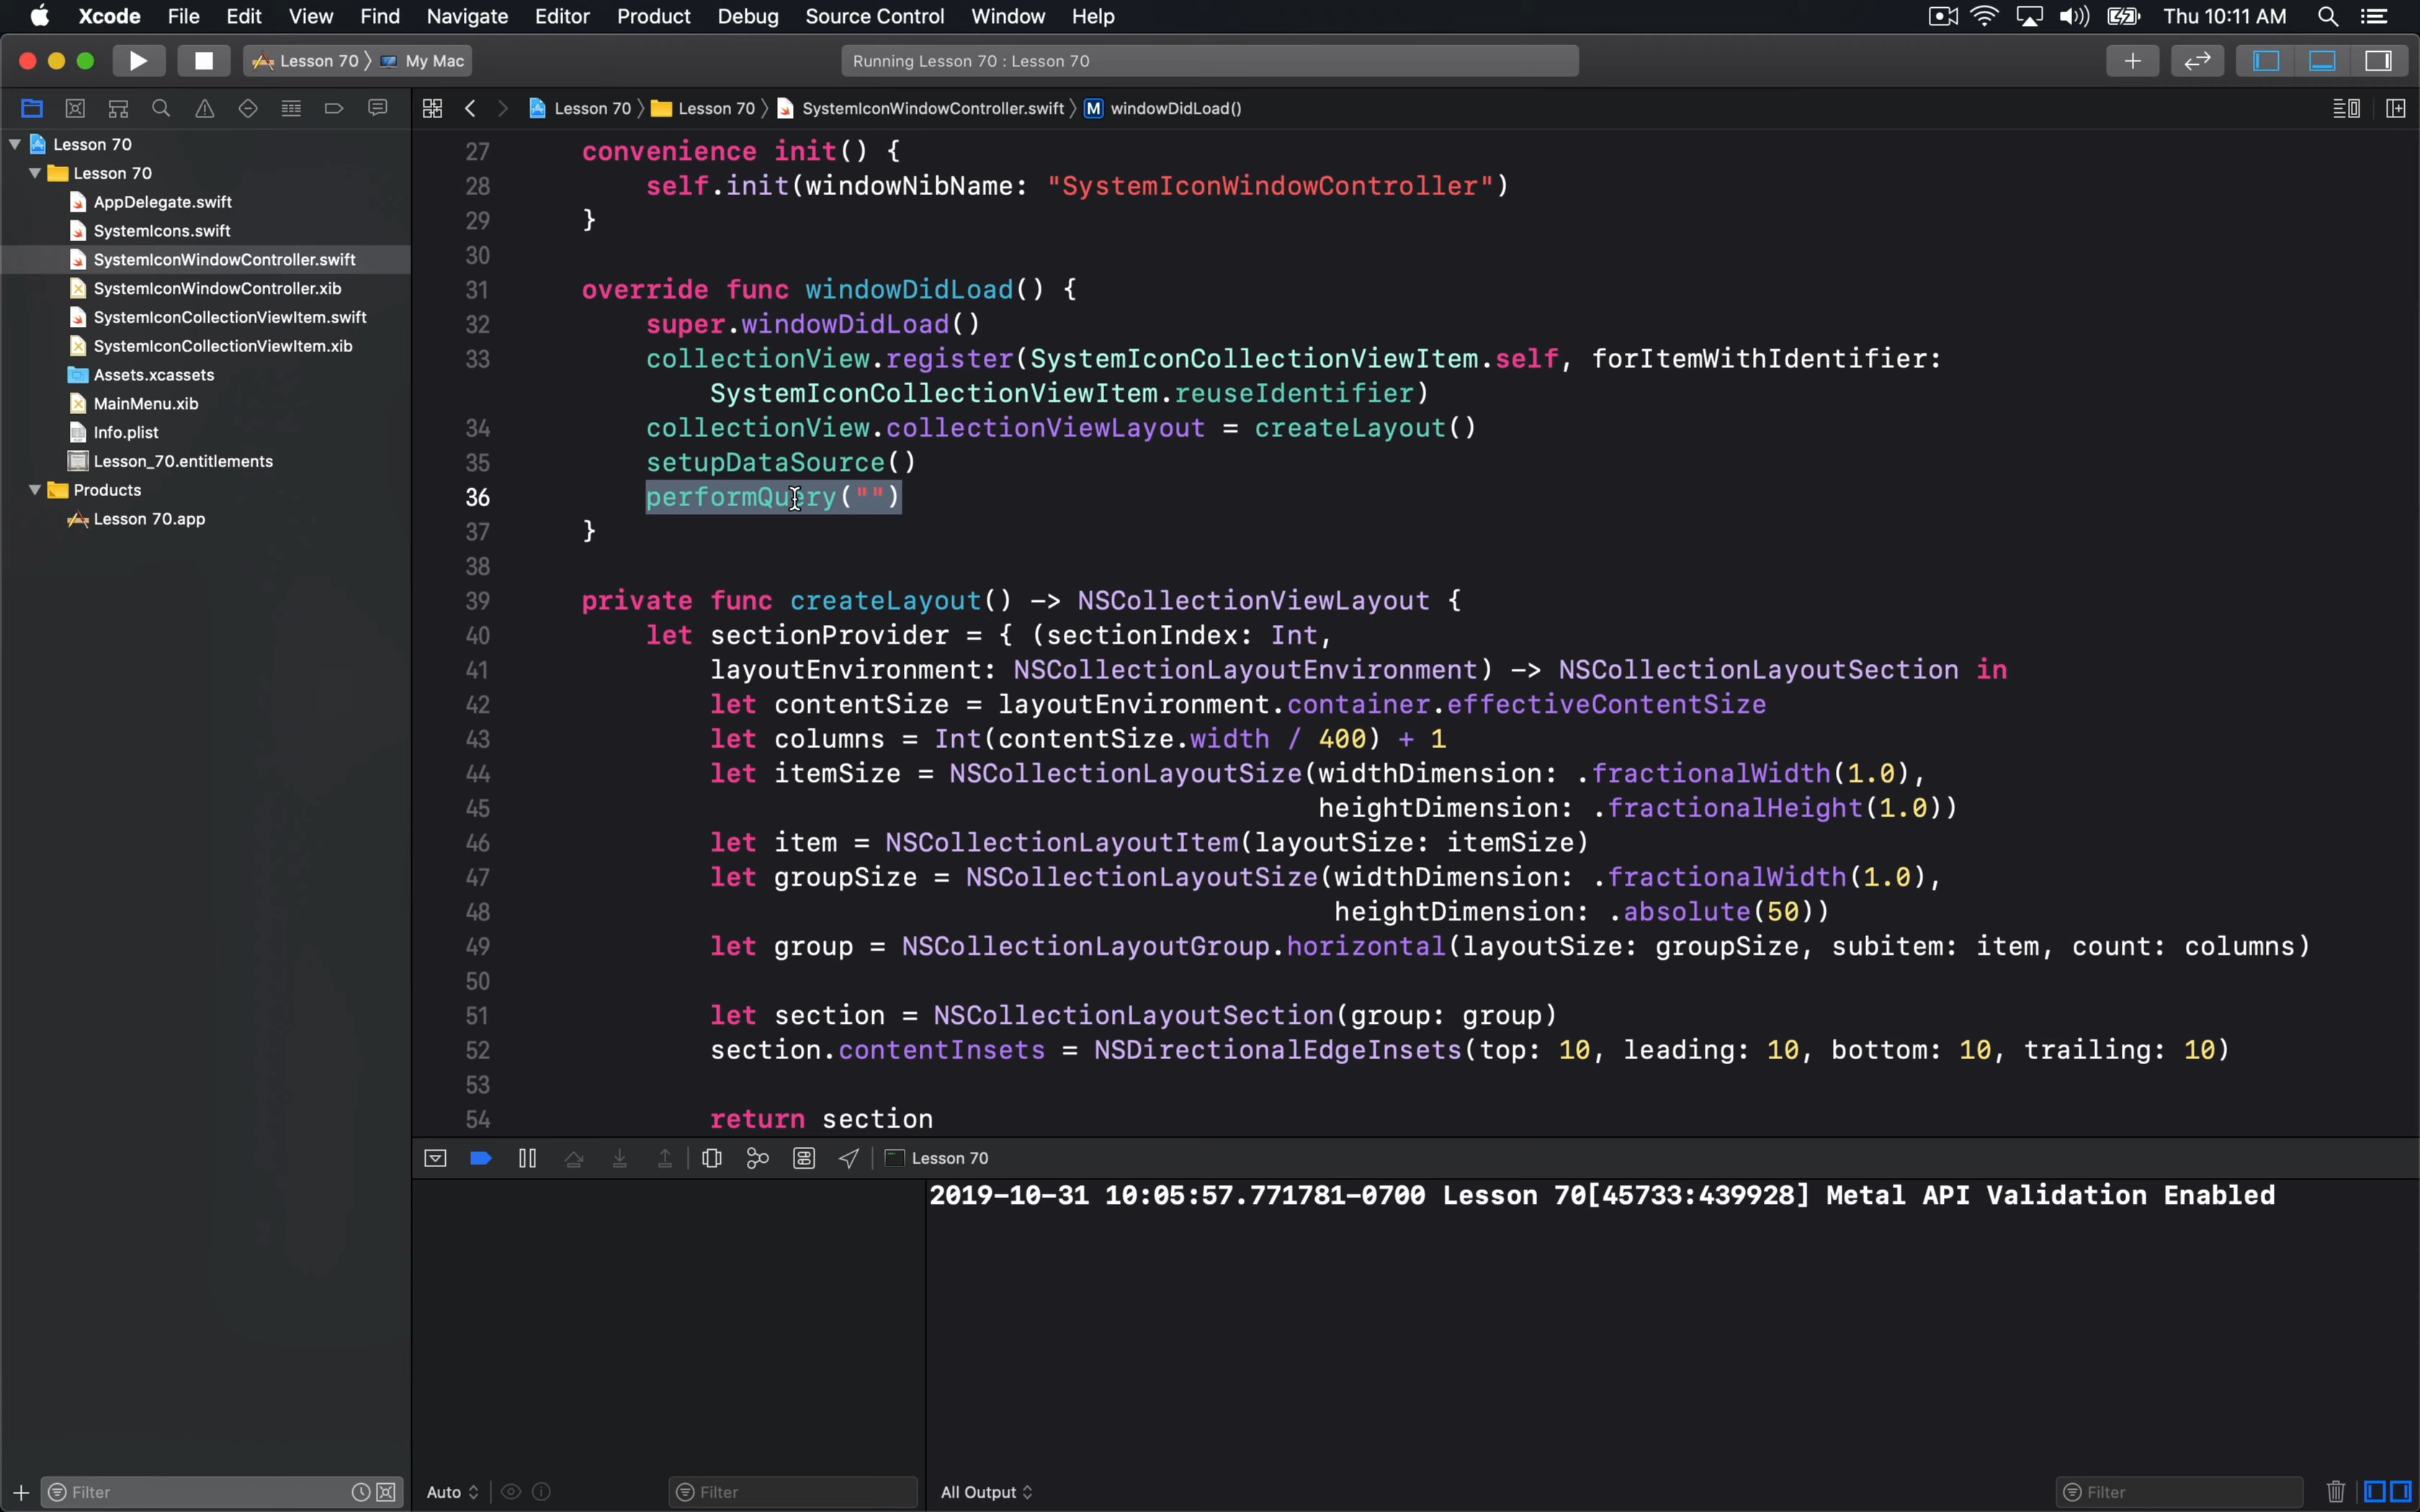 Xcode File Edit View Find Navigate Editor Product Debug Source Control Window Help Thu 10:11 AM
Lesson 70 My Mac Running Lesson 70 : Lesson 70
Lesson 70 Lesson 70 SystemIconWindowController.swift M windowDidLoad()
Lesson 70
Lesson 70
AppDelegate.swift
SystemIcons.swift
SystemIconWindowController.swift
SystemIconWindowController.xib
SystemIconCollectionViewItem.swift
SystemIconCollectionViewItem.xib
Assets.xcassets
MainMenu.xib
Info.plist
Lesson_70.entitlements
Products
Lesson 70.app
27 convenience init() {
28 self.init(windowNibName: "SystemIconWindowController")
29 }
30
31 override func windowDidLoad() {
32 super.windowDidLoad()
33 collectionView.register(SystemIconCollectionViewItem.self, forItemWithIdentifier:
SystemIconCollectionViewItem.reuseIdentifier)
34 collectionView.collectionViewLayout = createLayout()
35 setupDataSource()
36 performQuery("")
37 }
38
39 private func createLayout() -> NSCollectionViewLayout {
40 let sectionProvider = { (sectionIndex: Int,
41 layoutEnvironment: NSCollectionLayoutEnvironment) -> NSCollectionLayoutSection in
42 let contentSize = layoutEnvironment.container.effectiveContentSize
43 let columns = Int(contentSize.width / 400) + 1
44 let itemSize = NSCollectionLayoutSize(widthDimension: .fractionalWidth(1.0),
45 heightDimension: .fractionalHeight(1.0))
46 let item = NSCollectionLayoutItem(layoutSize: itemSize)
47 let groupSize = NSCollectionLayoutSize(widthDimension: .fractionalWidth(1.0),
48 heightDimension: .absolute(50))
49 let group = NSCollectionLayoutGroup.horizontal(layoutSize: groupSize, subitem: item, count: columns)
50
51 let section = NSCollectionLayoutSection(group: group)
52 section.contentInsets = NSDirectionalEdgeInsets(top: 10, leading: 10, bottom: 10, trailing: 10)
53
54 return section
Lesson 70
2019-10-31 10:05:57.771781-0700 Lesson 70[45733:439928] Metal API Validation Enabled
Filter Auto Filter All Output Filter